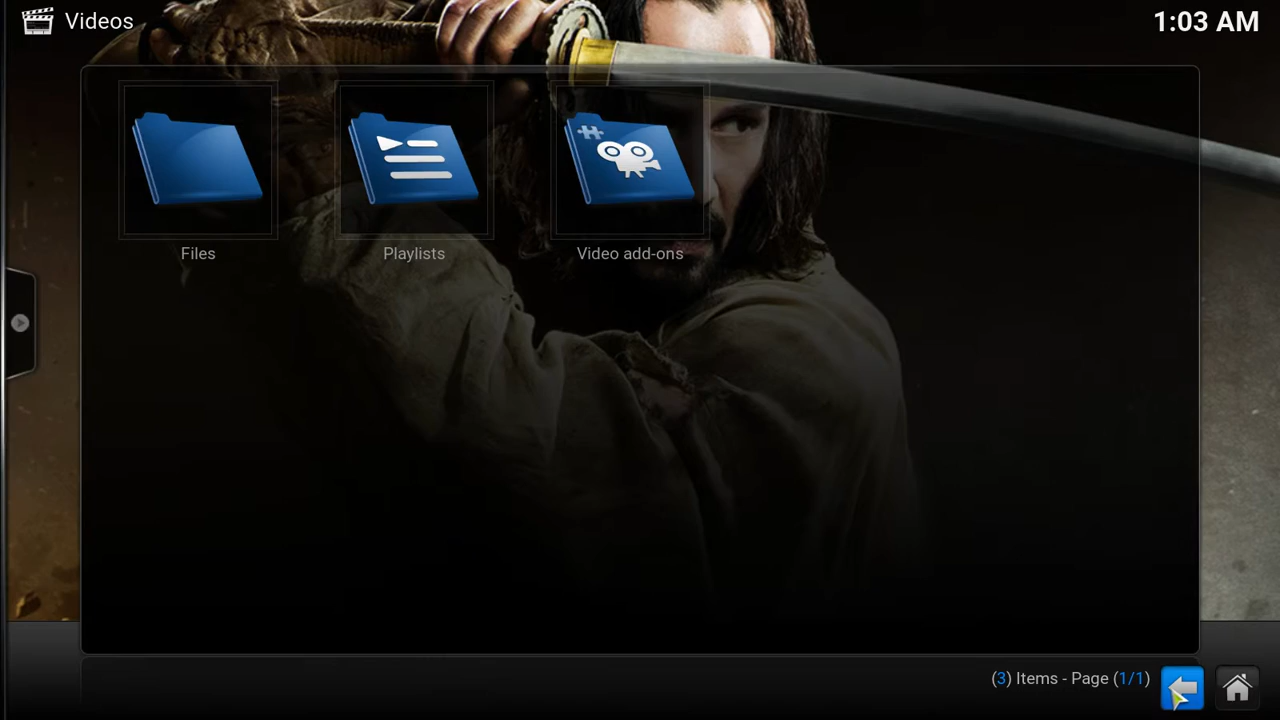 Videos
1:03 AM
Files
Playlists
Video add-ons
(3) Items - Page (1/1)